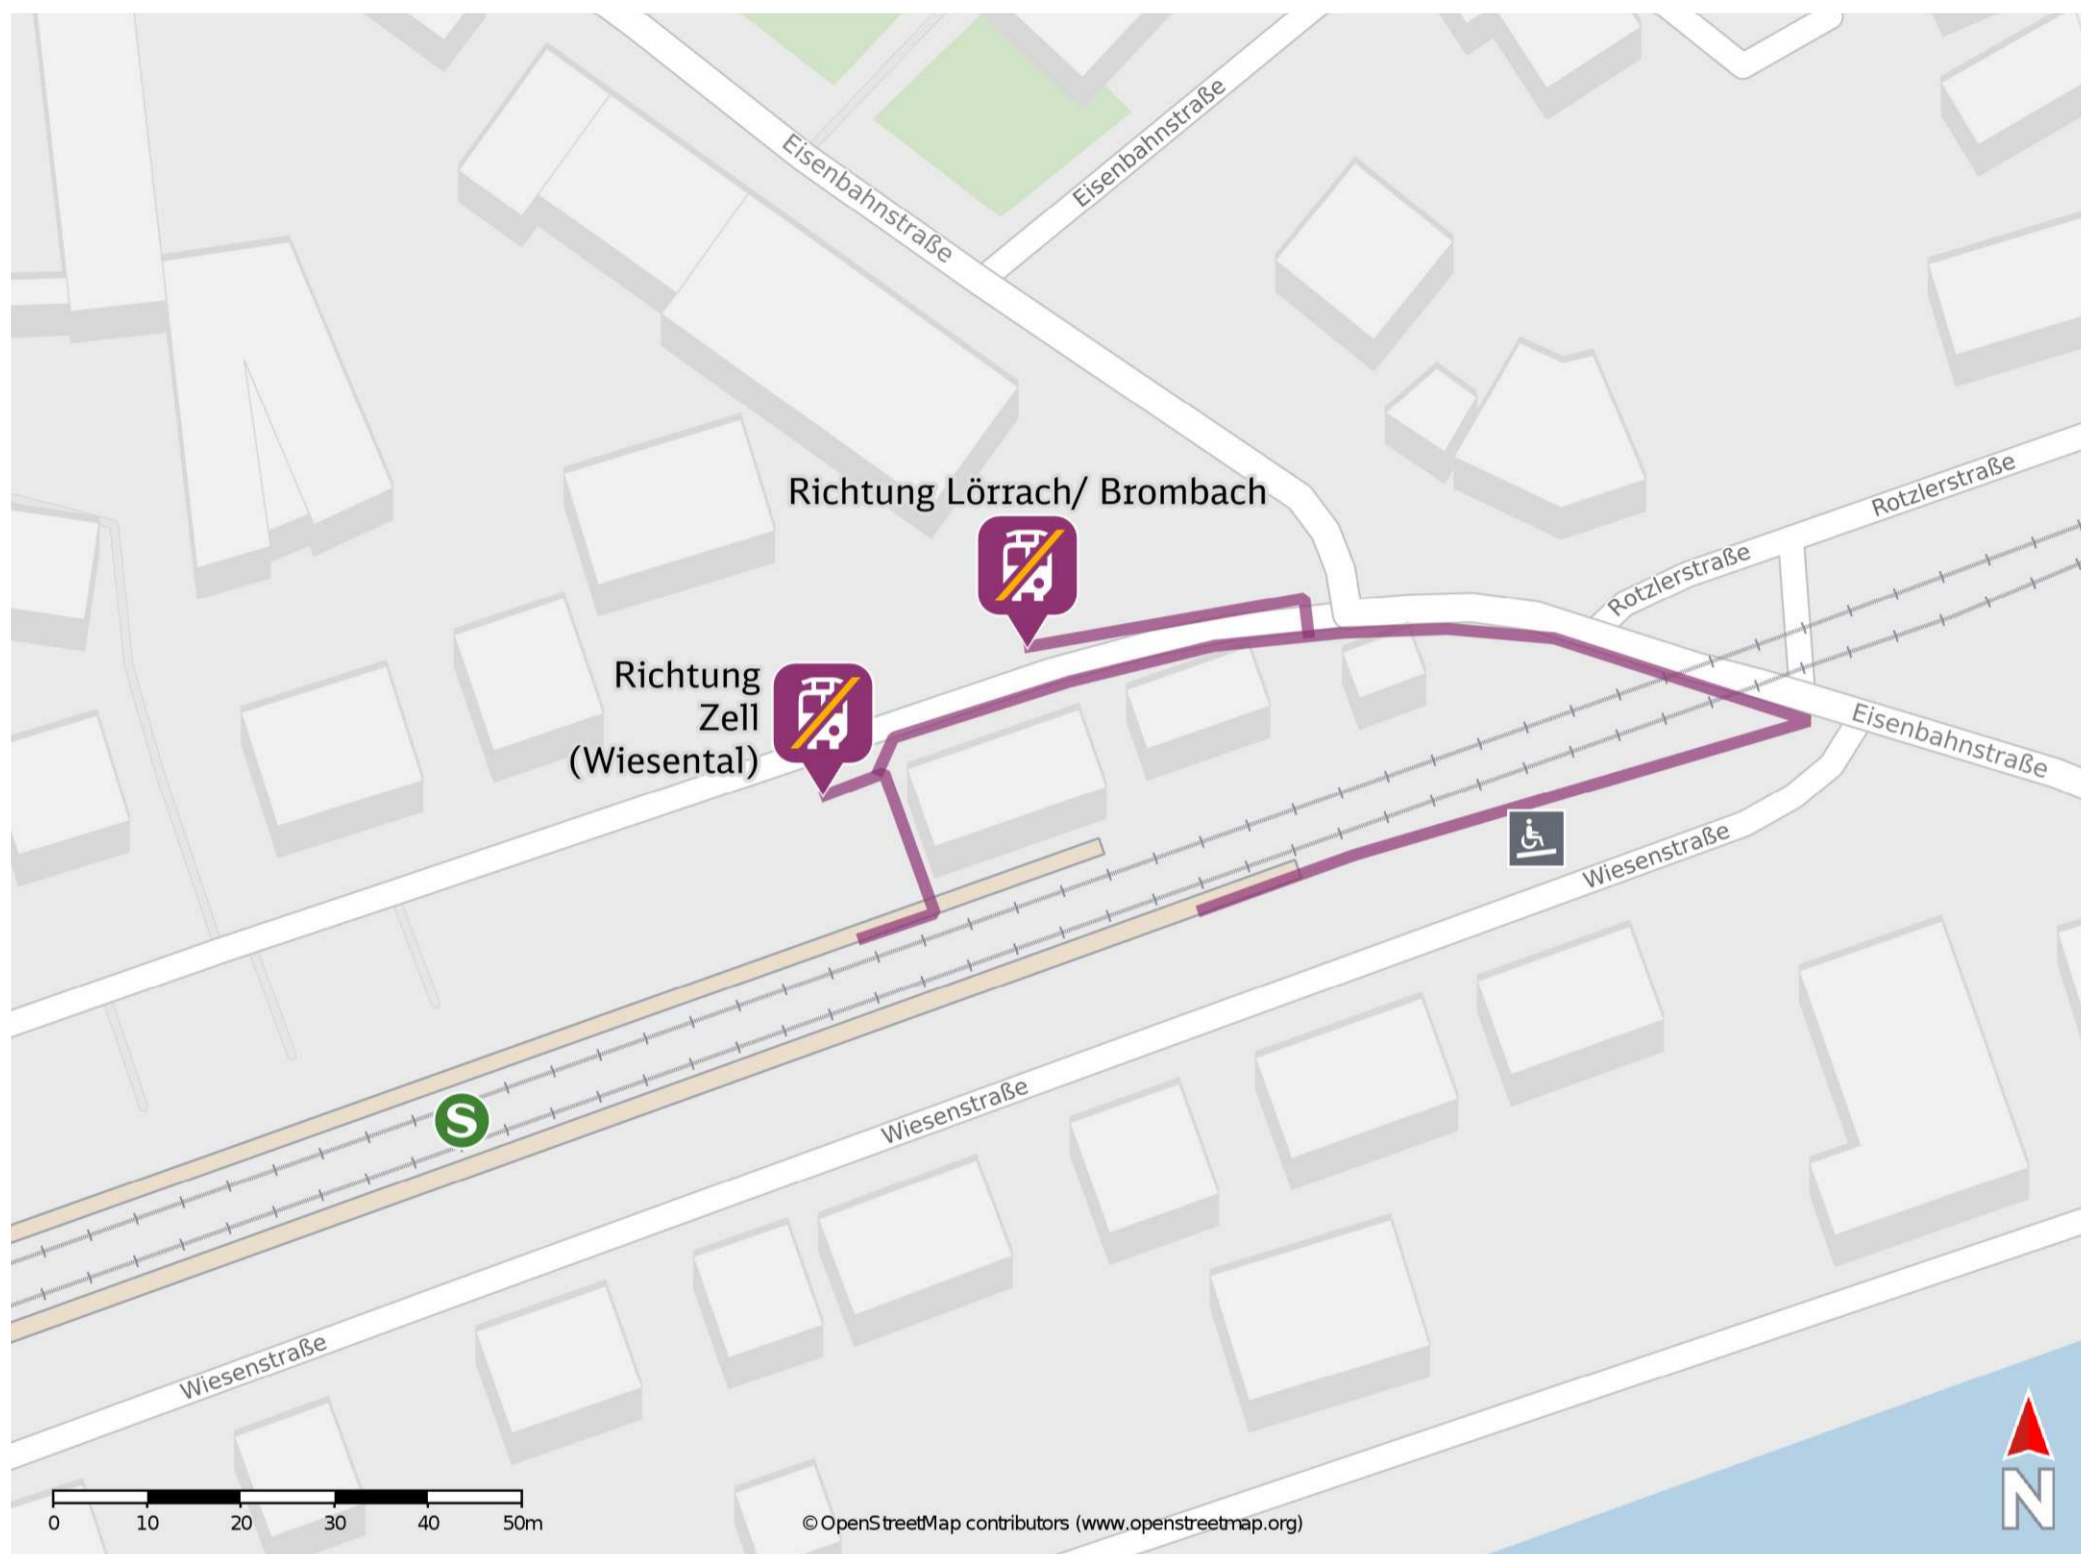 Eisenbahnstraße
Eisenbahnstraße
Rotzlerstraße
Richtung Lörrach/ Brombach
Rotzlerstraße
Richtung
Zell
(Wiesental)
Eisenbahnstraße
Wiesenstraße
Wiesenstraße
S
Wiesenstraße
0 10 20 30 40 50m
© OpenStreetMap contributors (www.openstreetmap.org)
N